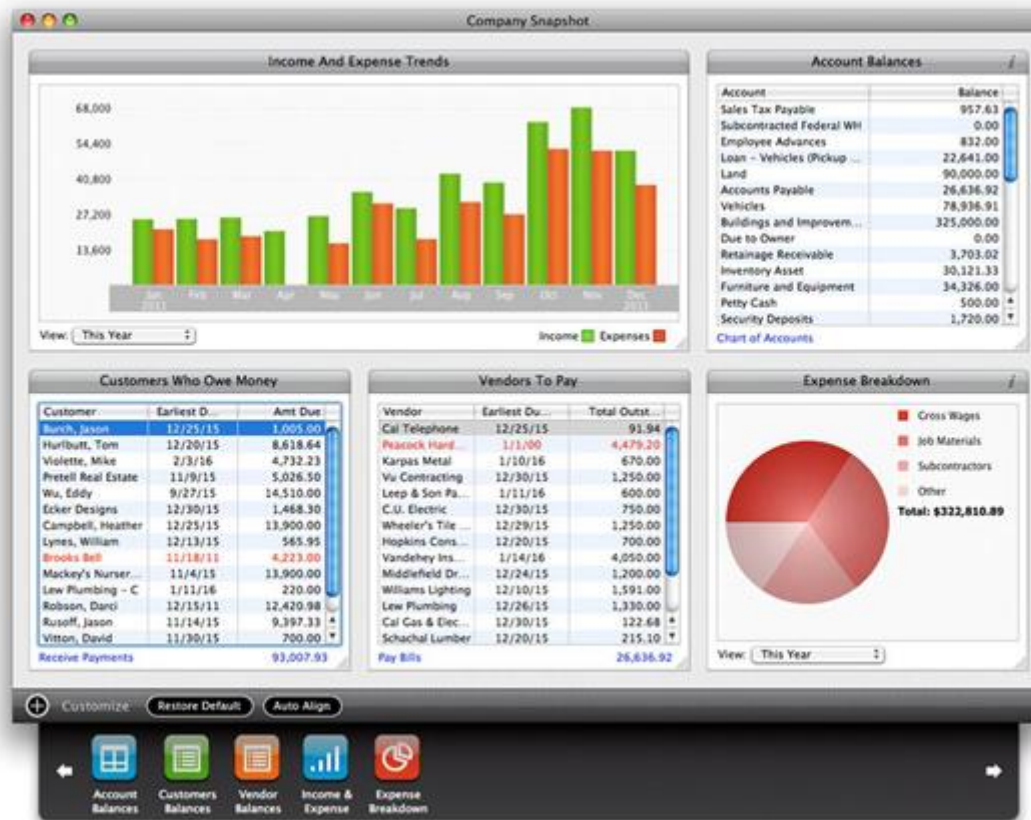 Company Snapshot
Income And Expense Trends
68,000
54,400
40,800
27,200
13,600
Jan Feb Mar Apr May Jun Jul Aug Sep Oct Nov Dec
2011 2011
View: This Year
Income Expenses
Account Balances
Account Balance
Sales Tax Payable 957.63
Subcontracted Federal WH 0.00
Employee Advances 832.00
Loan - Vehicles (Pickup ... 22,641.00
Land 90,000.00
Accounts Payable 26,636.92
Vehicles 78,936.91
Buildings and Improvem... 325,000.00
Due to Owner 0.00
Retainage Receivable 3,703.02
Inventory Asset 30,121.33
Furniture and Equipment 34,326.00
Petty Cash 500.00
Security Deposits 1,720.00
Chart of Accounts
Customers Who Owe Money
Customer Earliest D... Amt Due
Burch, Jason 12/25/15 1,005.00
Hurlbutt, Tom 12/20/15 8,618.64
Violette, Mike 2/3/16 4,732.23
Pretell Real Estate 11/9/15 5,026.50
Wu, Eddy 9/27/15 14,510.00
Ecker Designs 12/30/15 1,468.30
Campbell, Heather 12/25/15 13,900.00
Lynes, William 12/13/15 565.95
Brooks Bell 11/18/11 4,223.00
Mackey's Nurser... 11/4/15 13,900.00
Lew Plumbing - C 1/11/16 220.00
Robson, Darci 12/15/11 12,420.98
Rusoff, Jason 11/14/15 9,397.33
Vitton, David 11/30/15 700.00
Receive Payments 93,007.93
Vendors To Pay
Vendor Earliest Du... Total Outst...
Cal Telephone 12/25/15 91.94
Peacock Hard... 1/1/00 4,479.20
Karpas Metal 1/10/16 670.00
Vu Contracting 12/30/15 1,250.00
Leep & Son Pa... 1/11/16 600.00
C.U. Electric 12/30/15 750.00
Wheeler's Tile ... 12/29/15 1,250.00
Hopkins Cons... 12/20/15 700.00
Vandehey Ins... 1/14/16 4,050.00
Middlefield Dr... 12/24/15 1,200.00
Williams Lighting 12/10/15 1,591.00
Lew Plumbing 12/26/15 1,330.00
Cal Gas & Elec... 12/30/15 122.68
Schachal Lumber 12/20/15 215.10
Pay Bills 26,636.92
Expense Breakdown
Gross Wages
Job Materials
Subcontractors
Other
Total: $322,810.89
View: This Year
Customize Restore Default Auto Align
Account Balances
Customers Balances
Vendor Balances
Income & Expense
Expense Breakdown